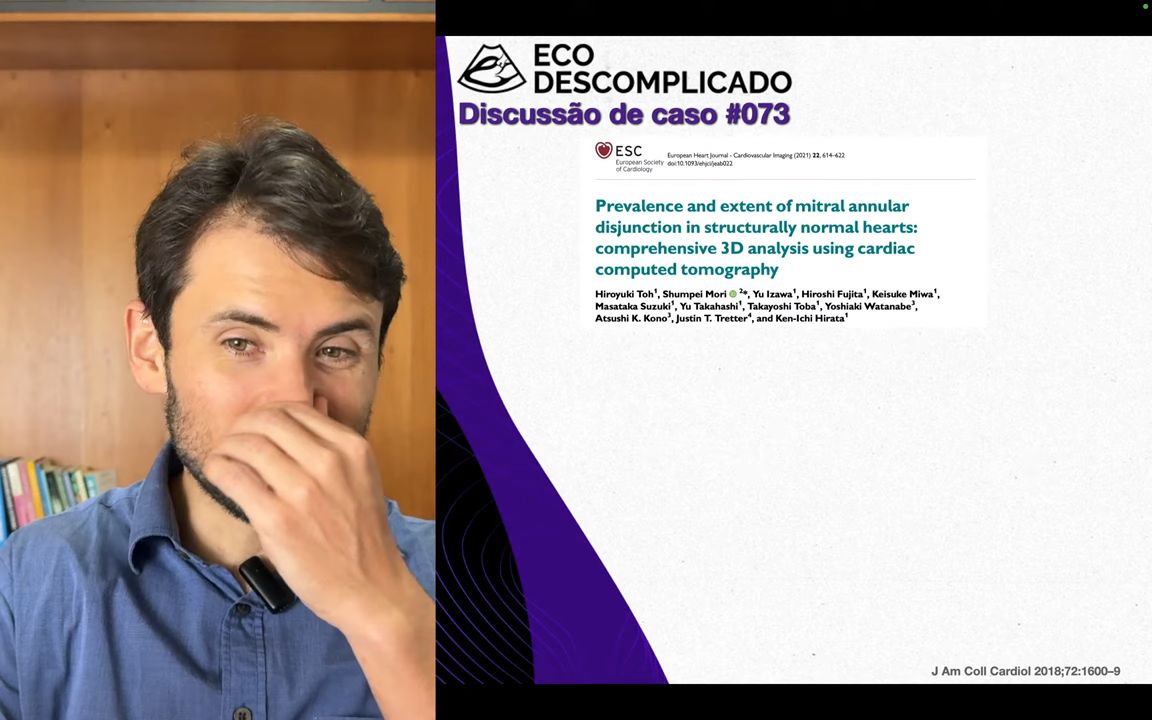 ECO
DESCOMPLICADO
Discussão de caso #073
ESC
European Society
of Cardiology
European Heart Journal - Cardiovascular Imaging (2021) 22, 614–622
doi:10.1093/ehjci/jeab022
Prevalence and extent of mitral annular
disjunction in structurally normal hearts:
comprehensive 3D analysis using cardiac
computed tomography
Hiroyuki Toh1, Shumpei Mori 2*, Yu Izawa1, Hiroshi Fujita1, Keisuke Miwa1,
Masataka Suzuki1, Yu Takahashi1, Takayoshi Toba1, Yoshiaki Watanabe3,
Atsushi K. Kono3, Justin T. Tretter4, and Ken-Ichi Hirata1
J Am Coll Cardiol 2018;72:1600–9